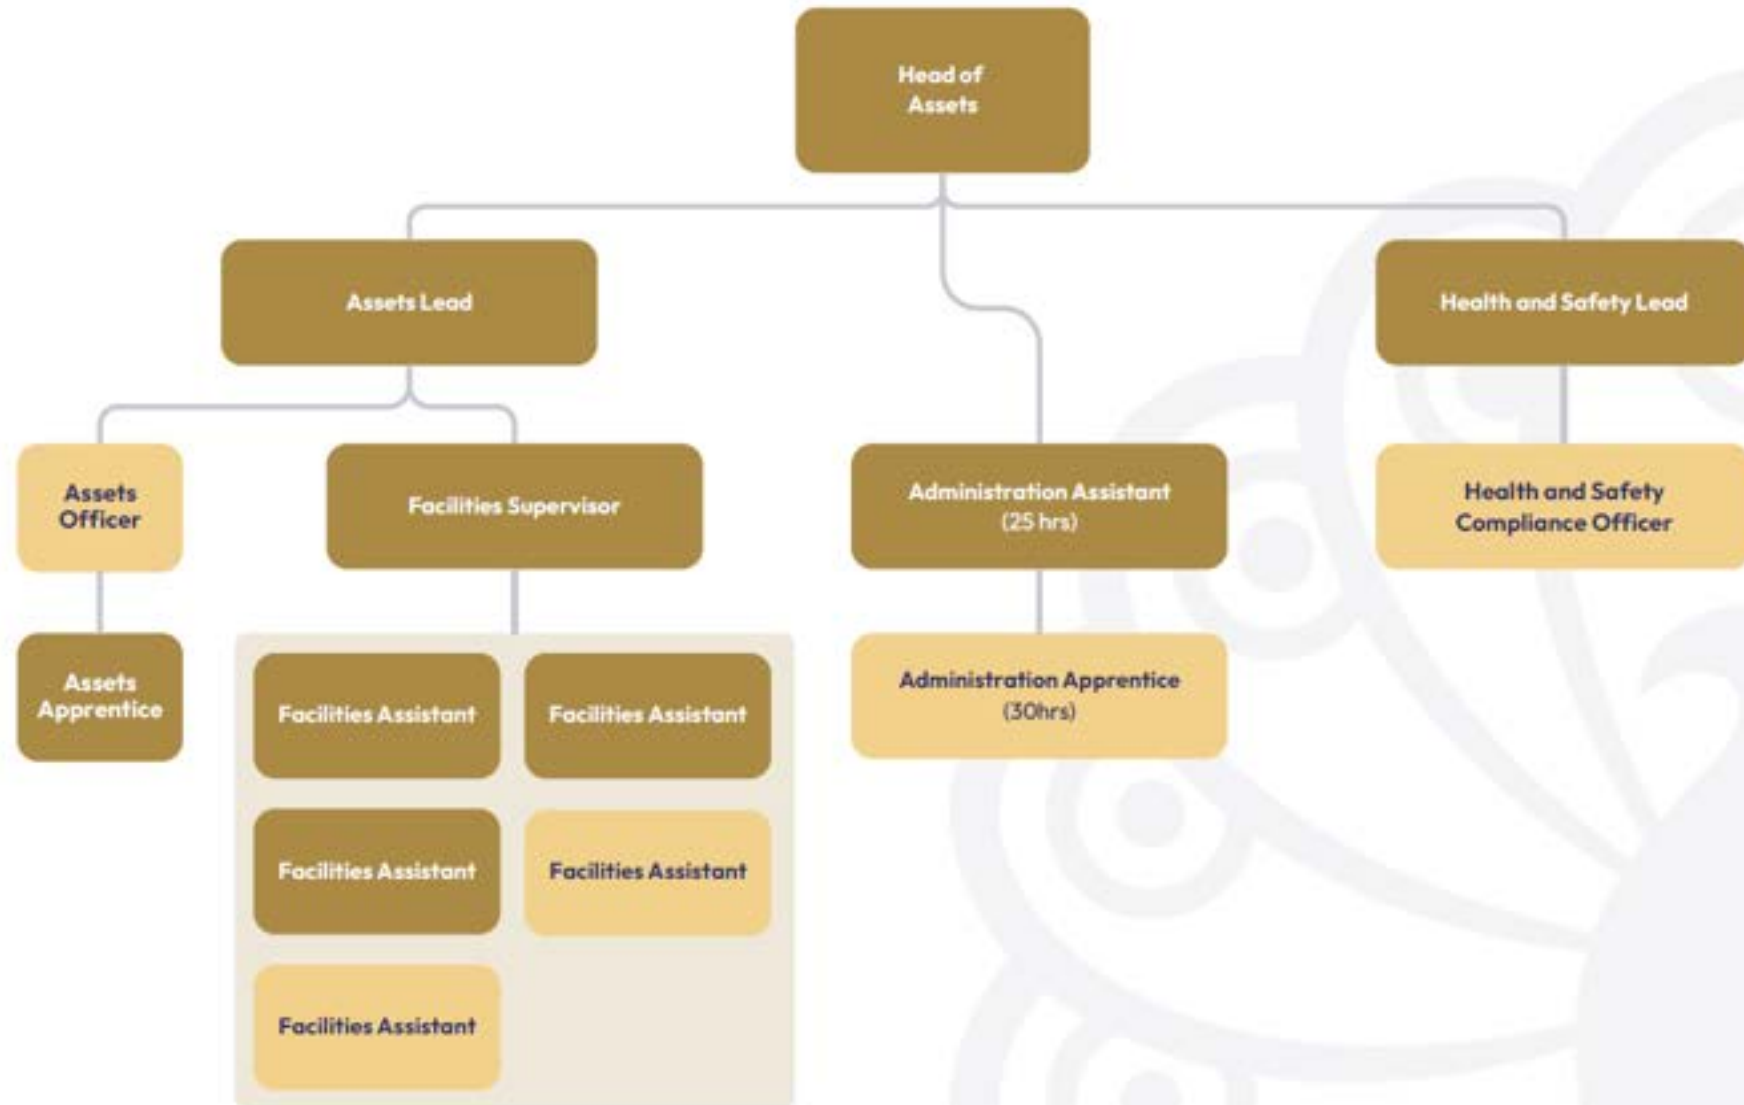 Head of
Assets
Assets Lead
Health and Safety Lead
Assets
Officer
Facilities Supervisor
Administration Assistant
(25 hrs)
Health and Safety
Compliance Officer
Assets
Apprentice
Facilities Assistant
Facilities Assistant
Administration Apprentice
(30hrs)
Facilities Assistant
Facilities Assistant
Facilities Assistant